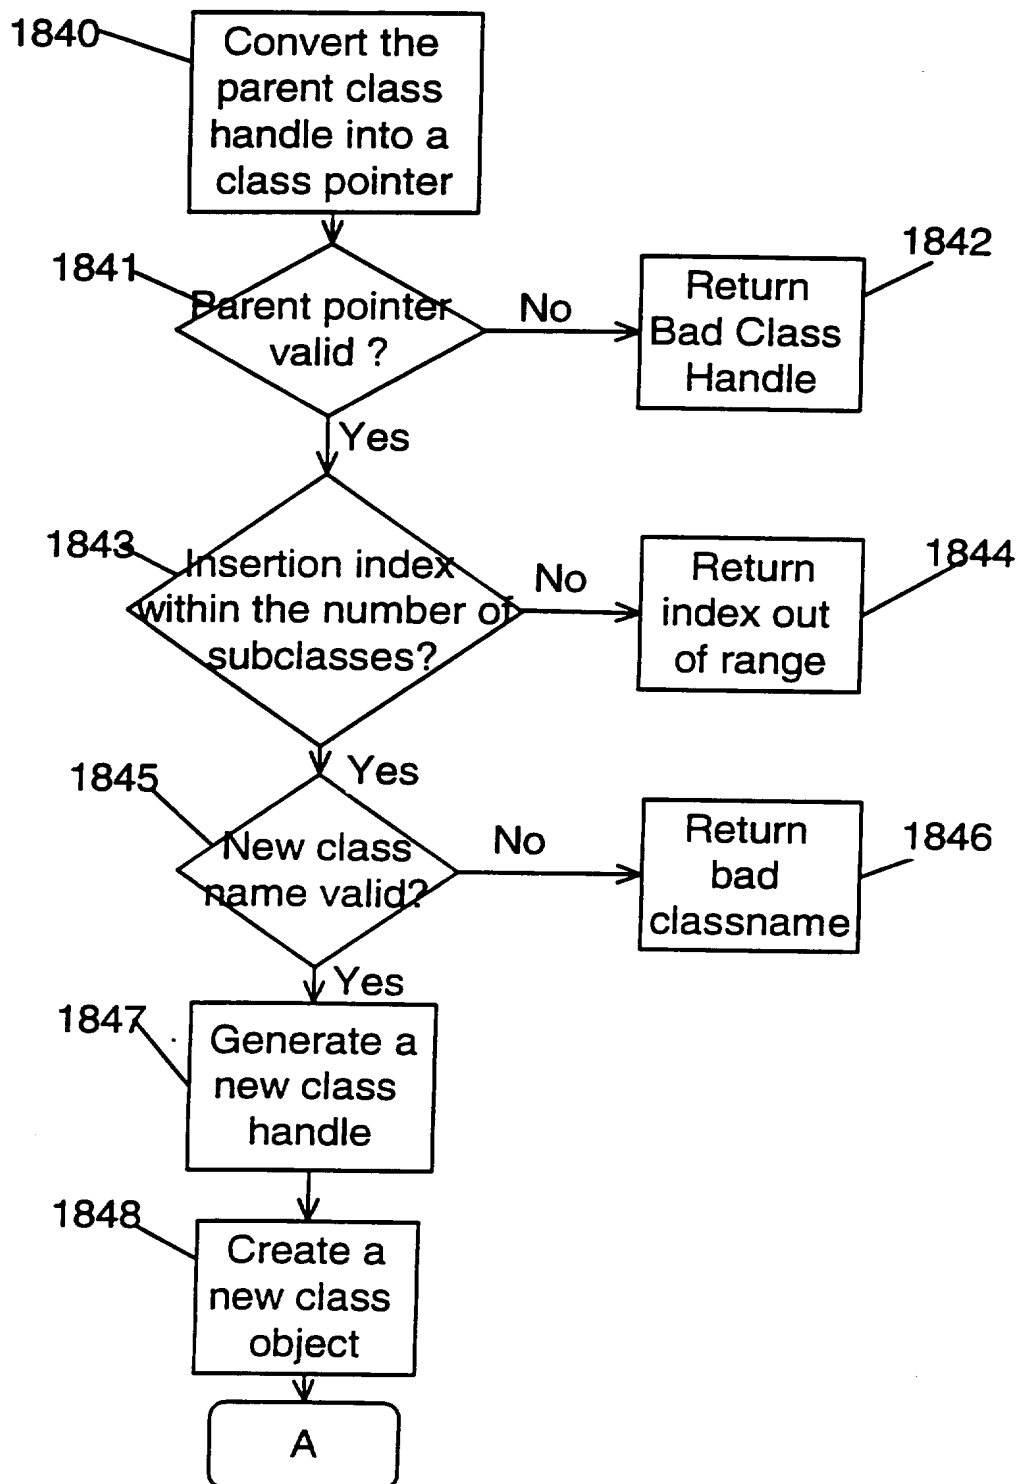 1840
Convert the
parent class
handle into a
class pointer
1841
Parent pointer
valid ?
No
1842
Return
Bad Class
Handle
Yes
1843
Insertion index
within the number of
subclasses?
No
1844
Return
index out
of range
Yes
1845
New class
name valid?
No
1846
Return
bad
classname
Yes
1847
Generate a
new class
handle
1848
Create a
new class
object
A